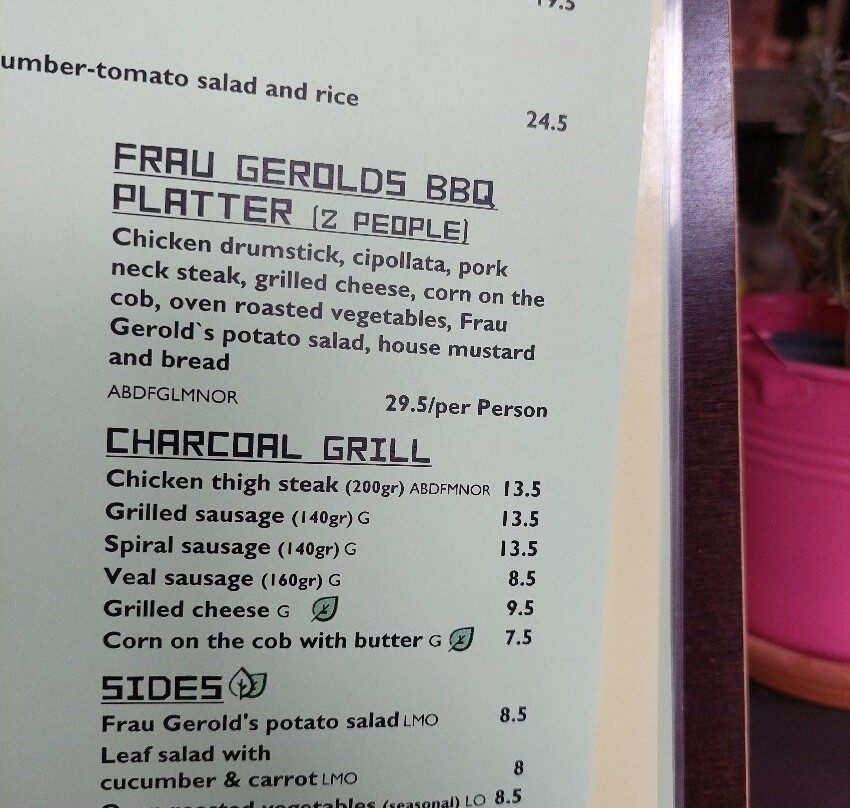 19.5
umber-tomato salad and rice
24.5
FRAU GEROLDS BBQ
PLATTER (2 PEOPLE)
Chicken drumstick, cipollata, pork
neck steak, grilled cheese, corn on the
cob, oven roasted vegetables, Frau
Gerold`s potato salad, house mustard
and bread
ABDFGLMNOR 29.5/per Person
CHARCOAL GRILL
Chicken thigh steak (200gr) ABDFMNOR 13.5
Grilled sausage (140gr) G 13.5
Spiral sausage (140gr) G 13.5
Veal sausage (160gr) G 8.5
Grilled cheese G 9.5
Corn on the cob with butter G 7.5
SIDES
Frau Gerold's potato salad LMO 8.5
Leaf salad with
cucumber & carrot LMO 8
roasted vegetables (seasonal) LO 8.5